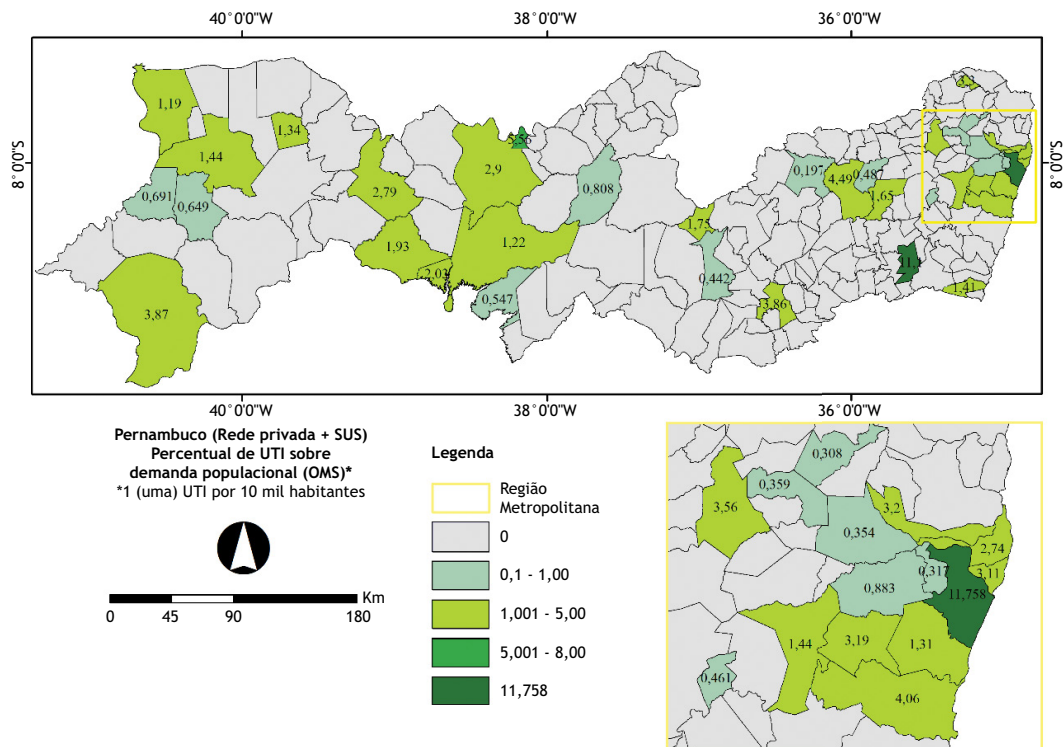 40°0'0"W
38°0'0"W
36°0'0"W
8°0'0"S
8°0'0"S
1,19
1,34
1,44
0,691
0,649
3,87
2,79
2,9
1,93
2,03
1,22
0,547
0,808
1,75
0,442
3,86
0,197
4,49
1,65
1,41
40°0'0"W
38°0'0"W
36°0'0"W
Pernambuco (Rede privada + SUS)
Percentual de UTI sobre
demanda populacional (OMS)*
*1 (uma) UTI por 10 mil habitantes
0
45
90
180
Km
Legenda
Região
Metropolitana
0
0,1 - 1,00
1,001 - 5,00
5,001 - 8,00
11,758
0,308
0,359
3,56
3,2
0,354
2,74
0,317
3,11
0,883
11,758
1,44
3,19
1,31
0,461
4,06